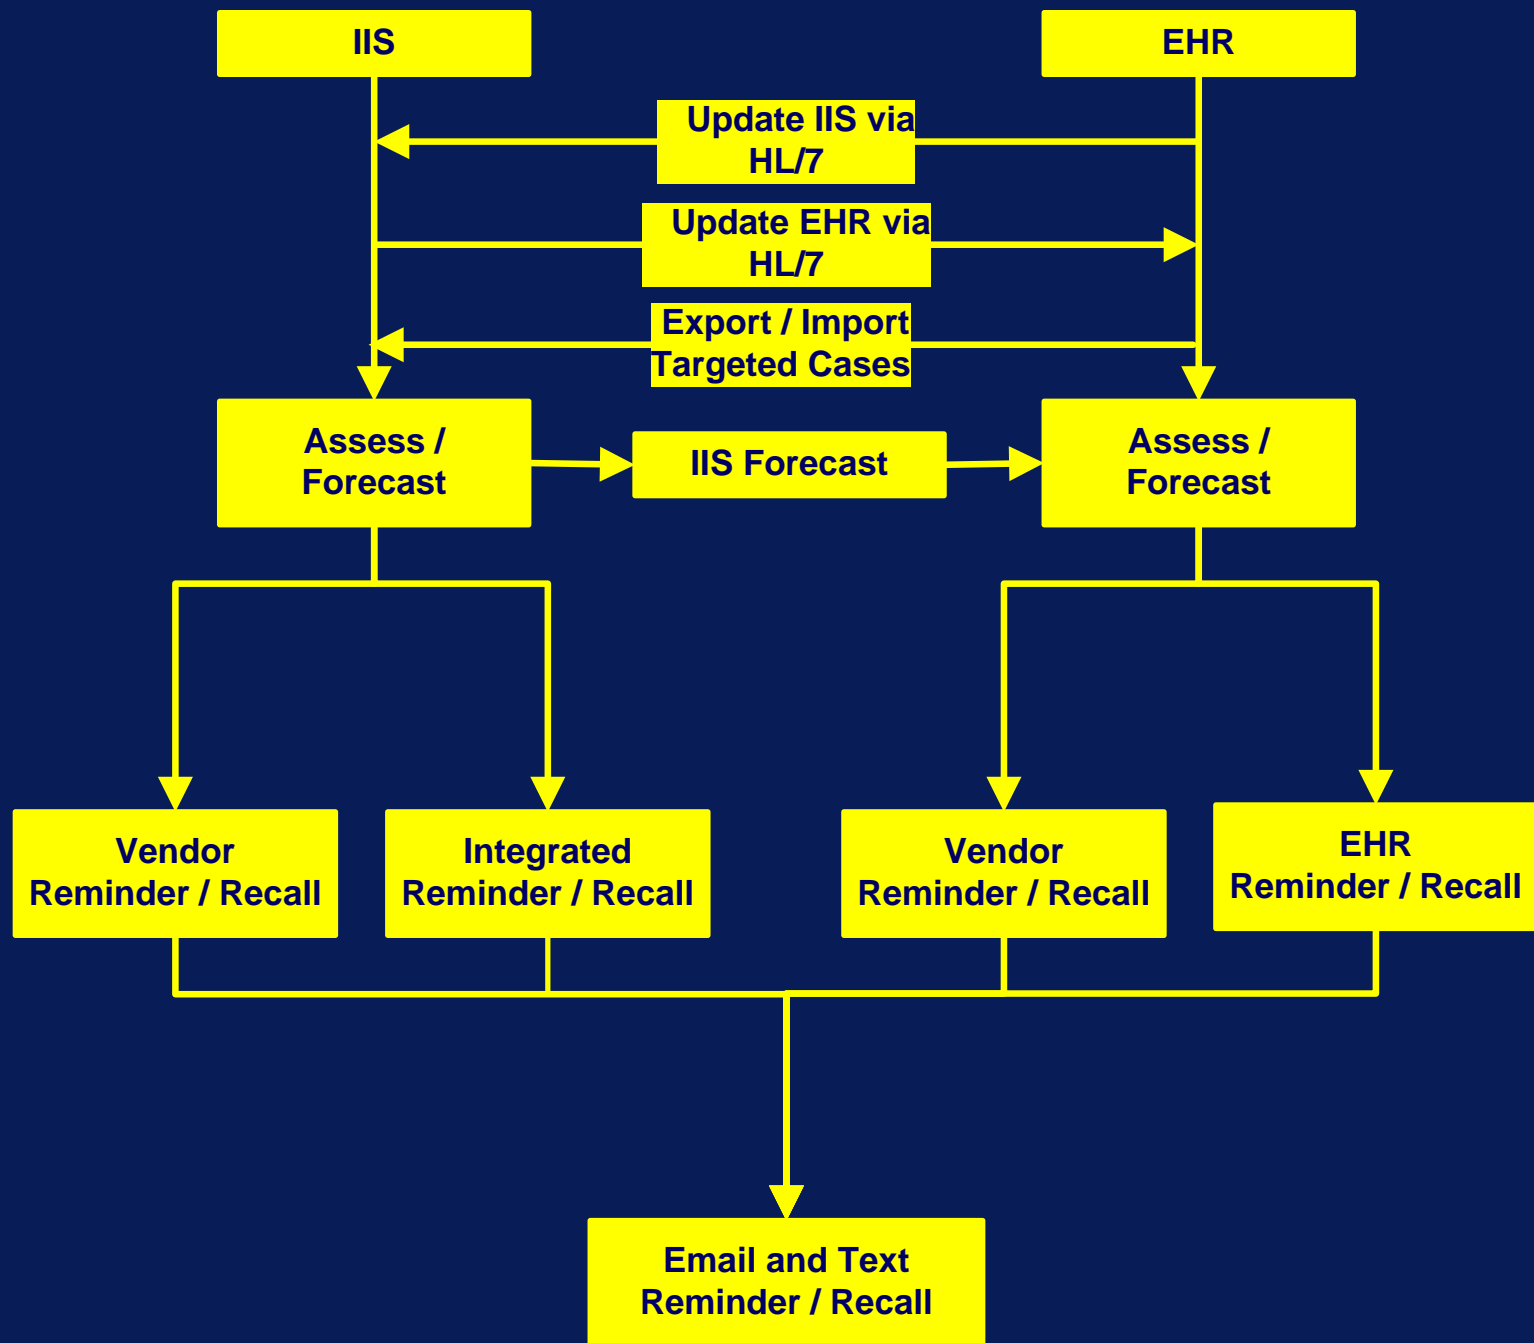 IIS
EHR
Update IIS via
HL/7
Update EHR via
HL/7
Export / Import
Targeted Cases
Assess /
Forecast
IIS Forecast
Assess /
Forecast
Vendor
Reminder / Recall
Integrated
Reminder / Recall
Vendor
Reminder / Recall
EHR
Reminder / Recall
Email and Text
Reminder / Recall